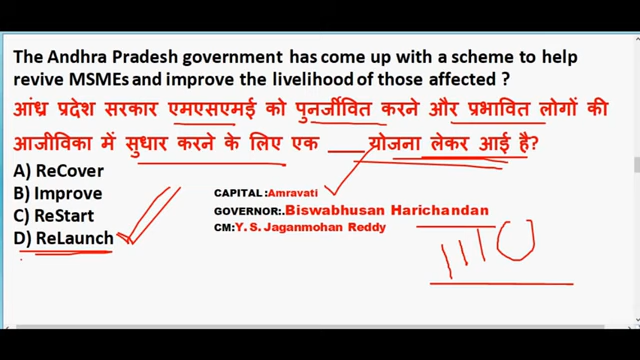 The Andhra Pradesh government has come up with a scheme to help
revive MSMEs and improve the livelihood of those affected ?
आंध्र प्रदेश सरकार एमएसएमई को पुनर्जीवित करने और प्रभावित लोगों की
आजीविका में सुधार करने के लिए एक ___ योजना लेकर आई है?
A) ReCover
B) Improve
C) ReStart
D) ReLaunch
CAPITAL:Amravati
GOVERNOR:.Biswabhusan Harichandan
CM:Y. S.Jaganmohan Reddy